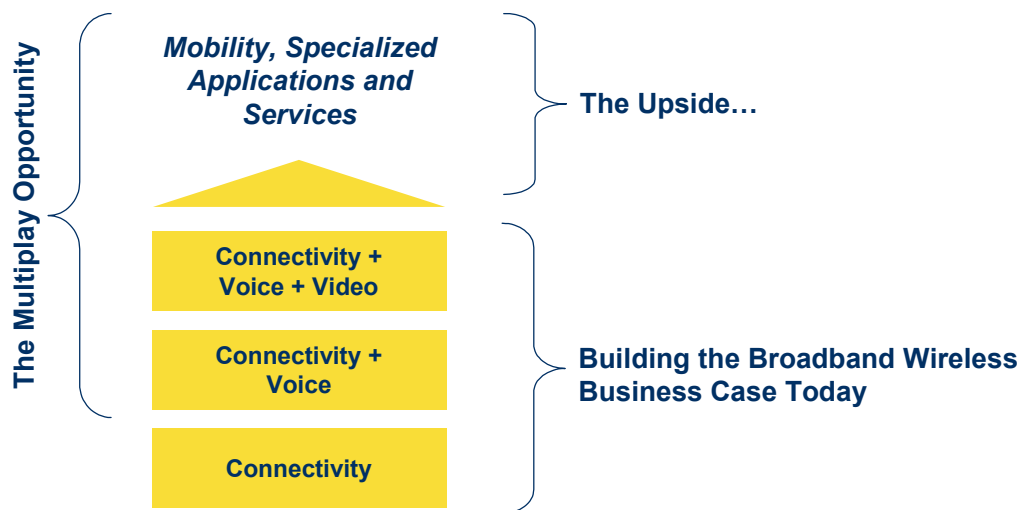 The Multiplay Opportunity
Mobility, Specialized
Applications and
Services
The Upside…
Connectivity +
Voice + Video
Connectivity +
Voice
Building the Broadband Wireless
Business Case Today
Connectivity